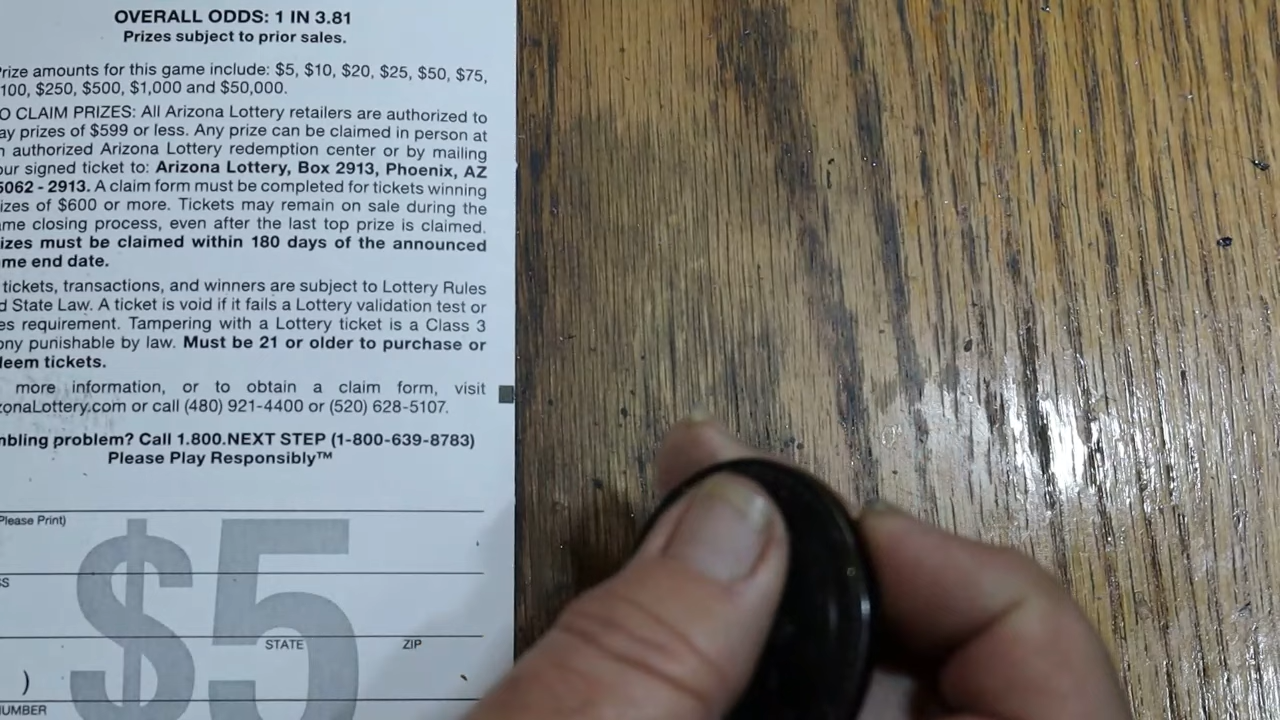 OVERALL ODDS: 1 IN 3.81
Prizes subject to prior sales.
rize amounts for this game include: $5, $10, $20, $25, $50, $75,
100, $250, $500, $1,000 and $50,000.
O CLAIM PRIZES: All Arizona Lottery retailers are authorized to
ay prizes of $599 or less. Any prize can be claimed in person at
n authorized Arizona Lottery redemption center or by mailing
our signed ticket to: Arizona Lottery, Box 2913, Phoenix, AZ
5062 - 2913. A claim form must be completed for tickets winning
izes of $600 or more. Tickets may remain on sale during the
ame closing process, even after the last top prize is claimed.
izes must be claimed within 180 days of the announced
me end date.
tickets, transactions, and winners are subject to Lottery Rules
d State Law. A ticket is void if it fails a Lottery validation test or
es requirement. Tampering with a Lottery ticket is a Class 3
ony punishable by law. Must be 21 or older to purchase or
deem tickets.
more information, or to obtain a claim form, visit
zonaLottery.com or call (480) 921-4400 or (520) 628-5107.
mbling problem? Call 1.800.NEXT STEP (1-800-639-8783)
Please Play Responsibly™
Please Print)
$5
SS
STATE ZIP
)
NUMBER